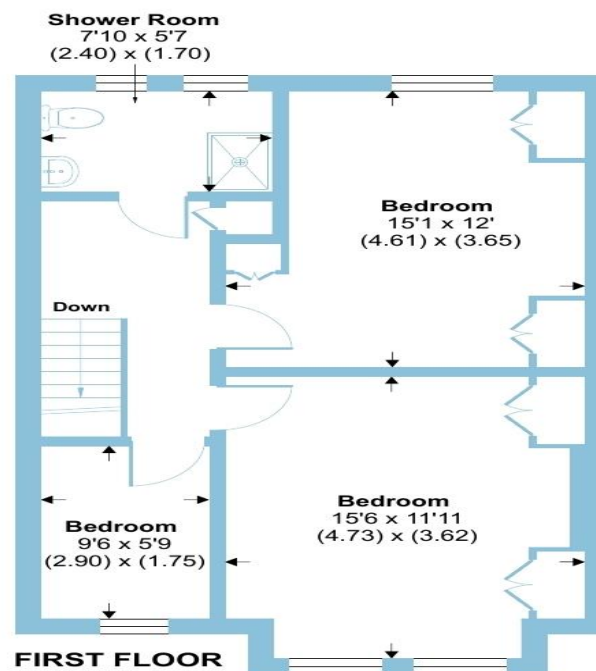 Shower Room
7'10 x 5'7
(2.40) x (1.70)
Bedroom
15'1 x 12'
(4.61) x (3.65)
Down
Bedroom
15'6 x 11'11
(4.73) x (3.62)
Bedroom
9'6 x 5'9
(2.90) x (1.75)
FIRST FLOOR